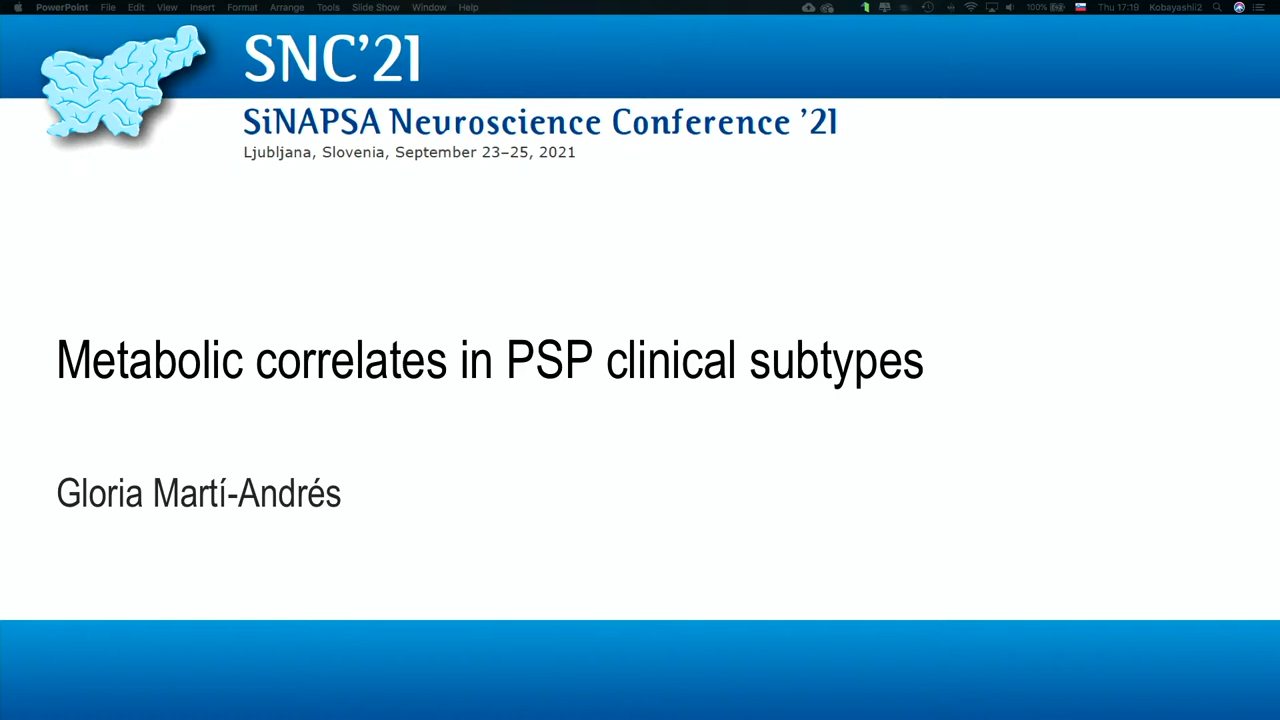 PowerPoint File Edit View Insert Format Arrange Tools Slide Show Window Help 100% Thu 17:19 Kobayashii2
SNC'21
SiNAPSA Neuroscience Conference '21
Ljubljana, Slovenia, September 23–25, 2021
Metabolic correlates in PSP clinical subtypes
Gloria Martí-Andrés